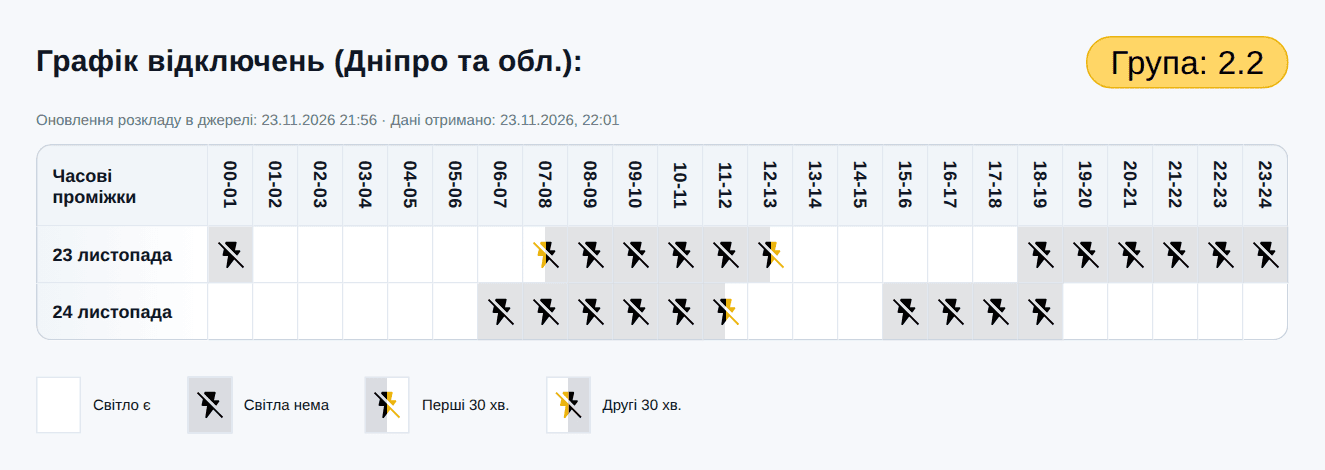 Графік відключень (Дніпро та обл.):
Група: 2.2
Оновлення розкладу в джерелі: 23.11.2026 21:56 · Дані отримано: 23.11.2026, 22:01
Часові
проміжки
00-01
01-02
02-03
03-04
04-05
05-06
06-07
07-08
08-09
09-10
10-11
11-12
12-13
13-14
14-15
15-16
16-17
17-18
18-19
19-20
20-21
21-22
22-23
23-24
23 листопада
24 листопада
Світло є
Світла нема
Перші 30 хв.
Другі 30 хв.